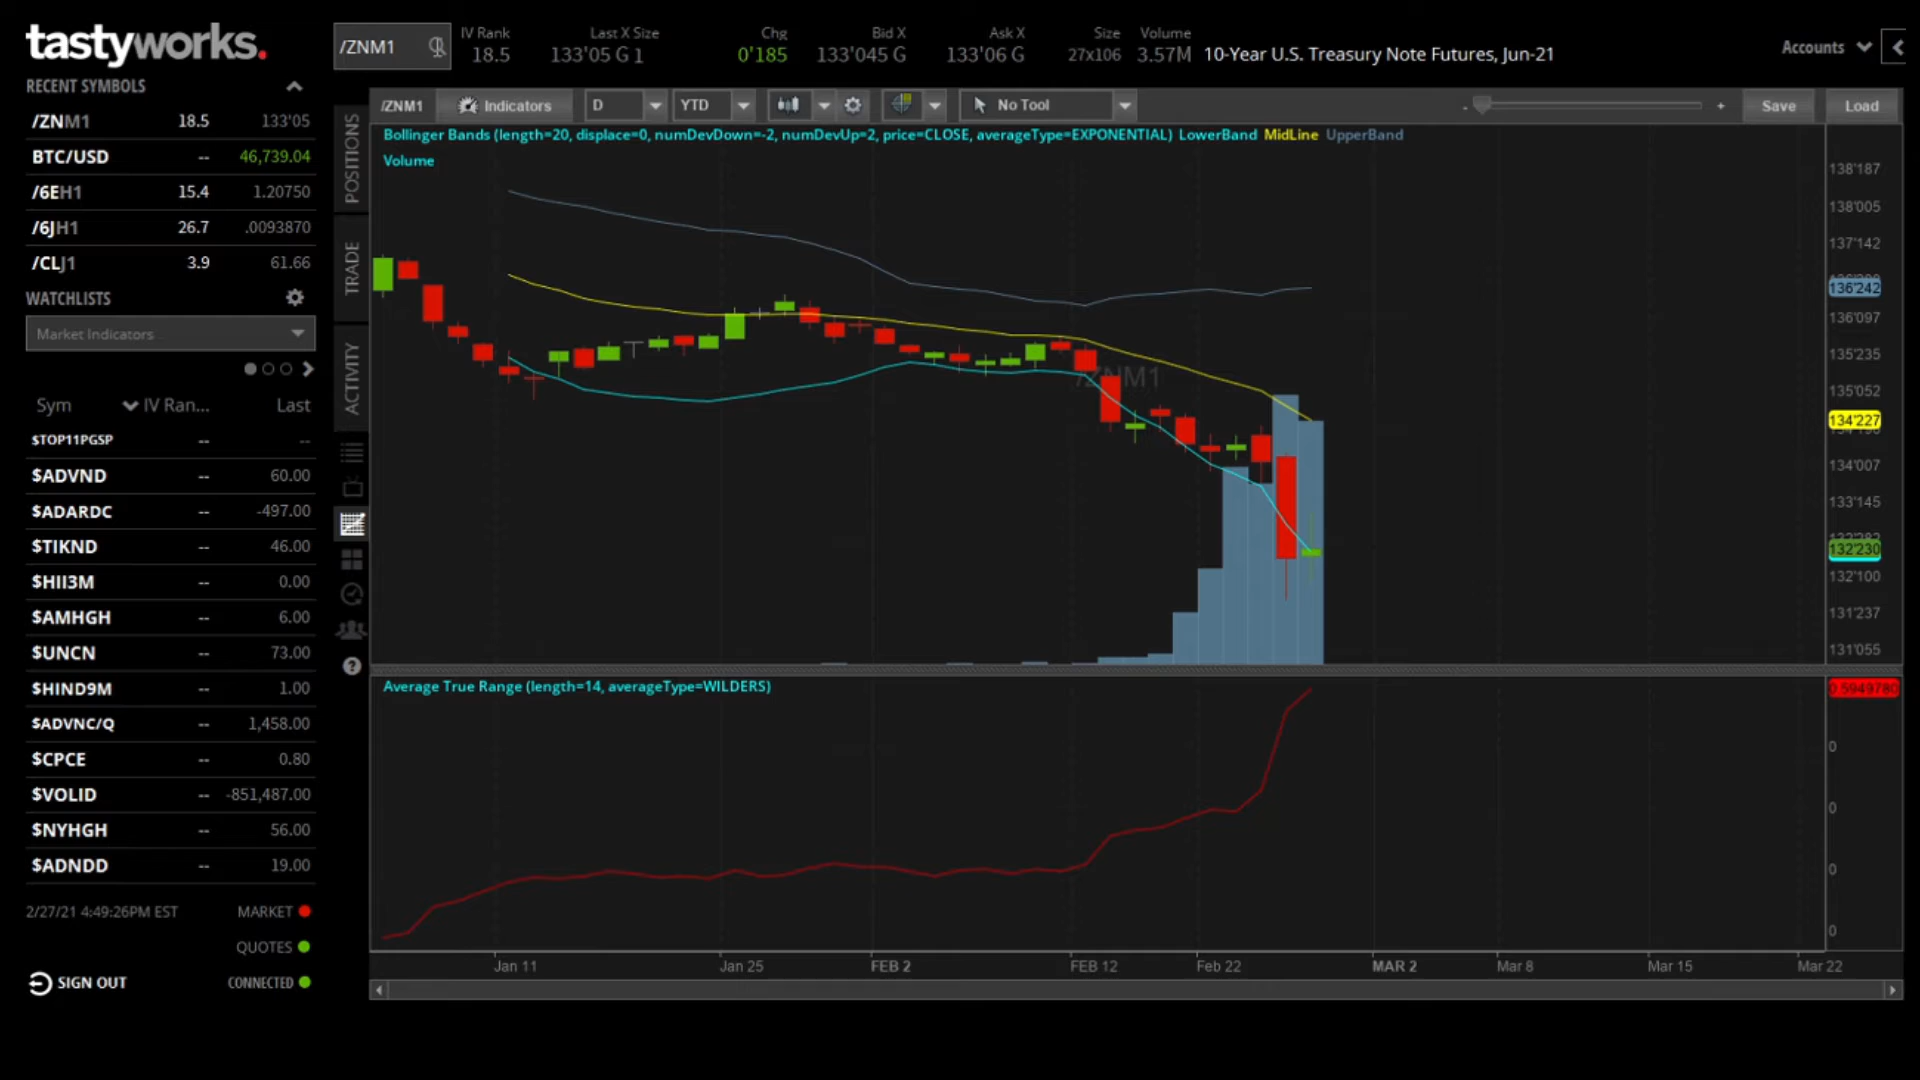 tastyworks.
/ZNM1
IV Rank
18.5
Last X Size
133'05 G 1
Chg
0'185
Bid X
133'045 G
Ask X
133'06 G
Size
27x106
Volume
3.57M
10-Year U.S. Treasury Note Futures, Jun-21
Accounts
RECENT SYMBOLS
/ZNM1 18.5 133'05
BTC/USD -- 46,739.04
/6EH1 15.4 1.20750
/6JH1 26.7 .0093870
/CLJ1 3.9 61.66
WATCHLISTS
Market Indicators
Sym IV Ran... Last
$TOP11PGSP -- --
$ADVND -- 60.00
$ADARDC -- -497.00
$TIKND -- 46.00
$HII3M -- 0.00
$AMHGH -- 6.00
$UNCN -- 73.00
$HIND9M -- 1.00
$ADVNC/Q -- 1,458.00
$CPCE -- 0.80
$VOLID -- -851,487.00
$NYHGH -- 56.00
$ADNDD -- 19.00
2/27/21 4:49:26PM EST MARKET
QUOTES
SIGN OUT CONNECTED
POSITIONS
TRADE
ACTIVITY
/ZNM1 Indicators D YTD No Tool - + Save Load
Bollinger Bands (length=20, displace=0, numDevDown=-2, numDevUp=2, price=CLOSE, averageType=EXPONENTIAL) LowerBand MidLine UpperBand
Volume
/ZNM1
138'187
138'005
137'142
136'242
136'097
135'235
135'052
134'227
134'007
133'145
132'230
132'100
131'237
131'055
Average True Range (length=14, averageType=WILDERS)
0.5949780
0
0
0
0
Jan 11 Jan 25 FEB 2 FEB 12 Feb 22 MAR 2 Mar 8 Mar 15 Mar 22